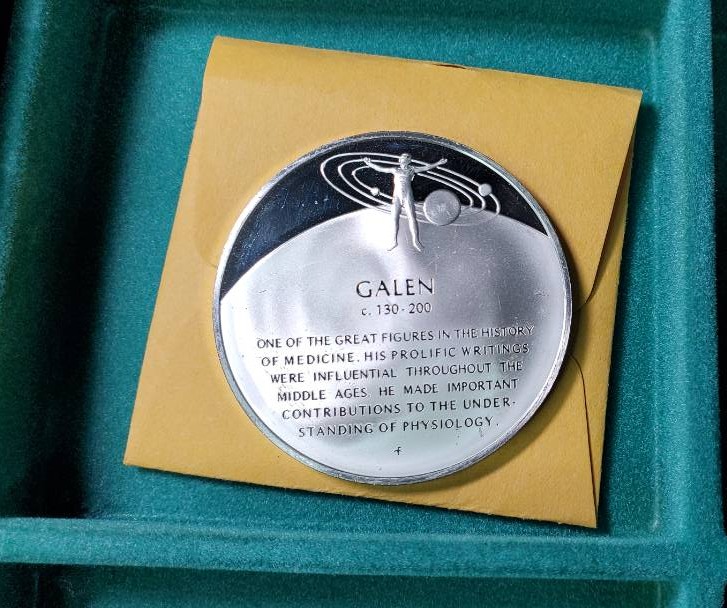 GALEN
c. 130-200
ONE OF THE GREAT FIGURES IN THE HISTORY
OF MEDICINE. HIS PROLIFIC WRITINGS
WERE INFLUENTIAL THROUGHOUT THE
MIDDLE AGES. HE MADE IMPORTANT
CONTRIBUTIONS TO THE UNDER-
STANDING OF PHYSIOLOGY.
f